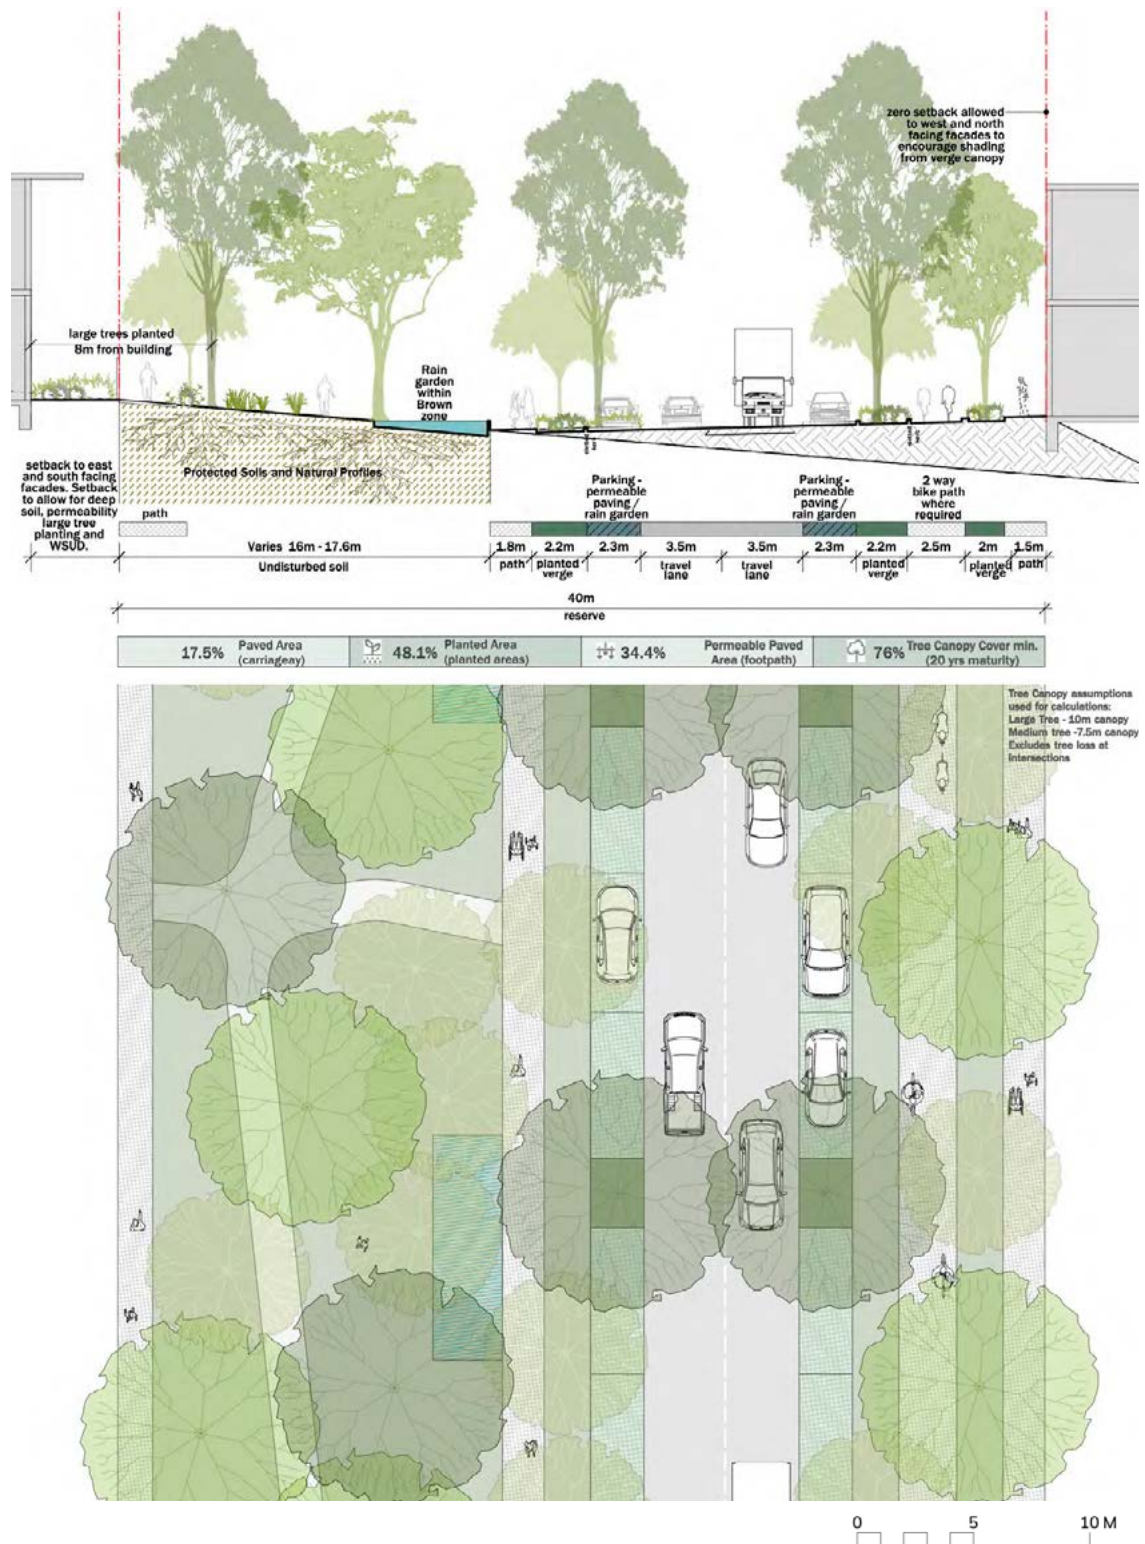 zero setback allowed
to west and north
facing facades to
encourage shading
from verge canopy
large trees planted
8m from building
Rain
garden
within
Brown
zone
setback to east
and south facing
facades. Setback
to allow for deep
soil, permeability
large tree
planting and
WSUD.
Protected Soils and Natural Profiles
path
Parking -
permeable
paving /
rain garden
Parking -
permeable
paving /
rain garden
2 way
bike path
where
required
Varies 16m - 17.6m
Undisturbed soil
1.8m
path
2.2m
planted
verge
2.3m
3.5m
travel
lane
3.5m
travel
lane
2.3m
2.2m
planted
verge
2.5m
2m
planted
verge
1.5m
path
40m
reserve
17.5% Paved Area
(carriageay)
48.1% Planted Area
(planted areas)
34.4% Permeable Paved
Area (footpath)
76% Tree Canopy Cover min.
(20 yrs maturity)
Tree Canopy assumptions
used for calculations:
Large Tree - 10m canopy
Medium tree -7.5m canopy
Excludes tree loss at
intersections
0 5 10 M